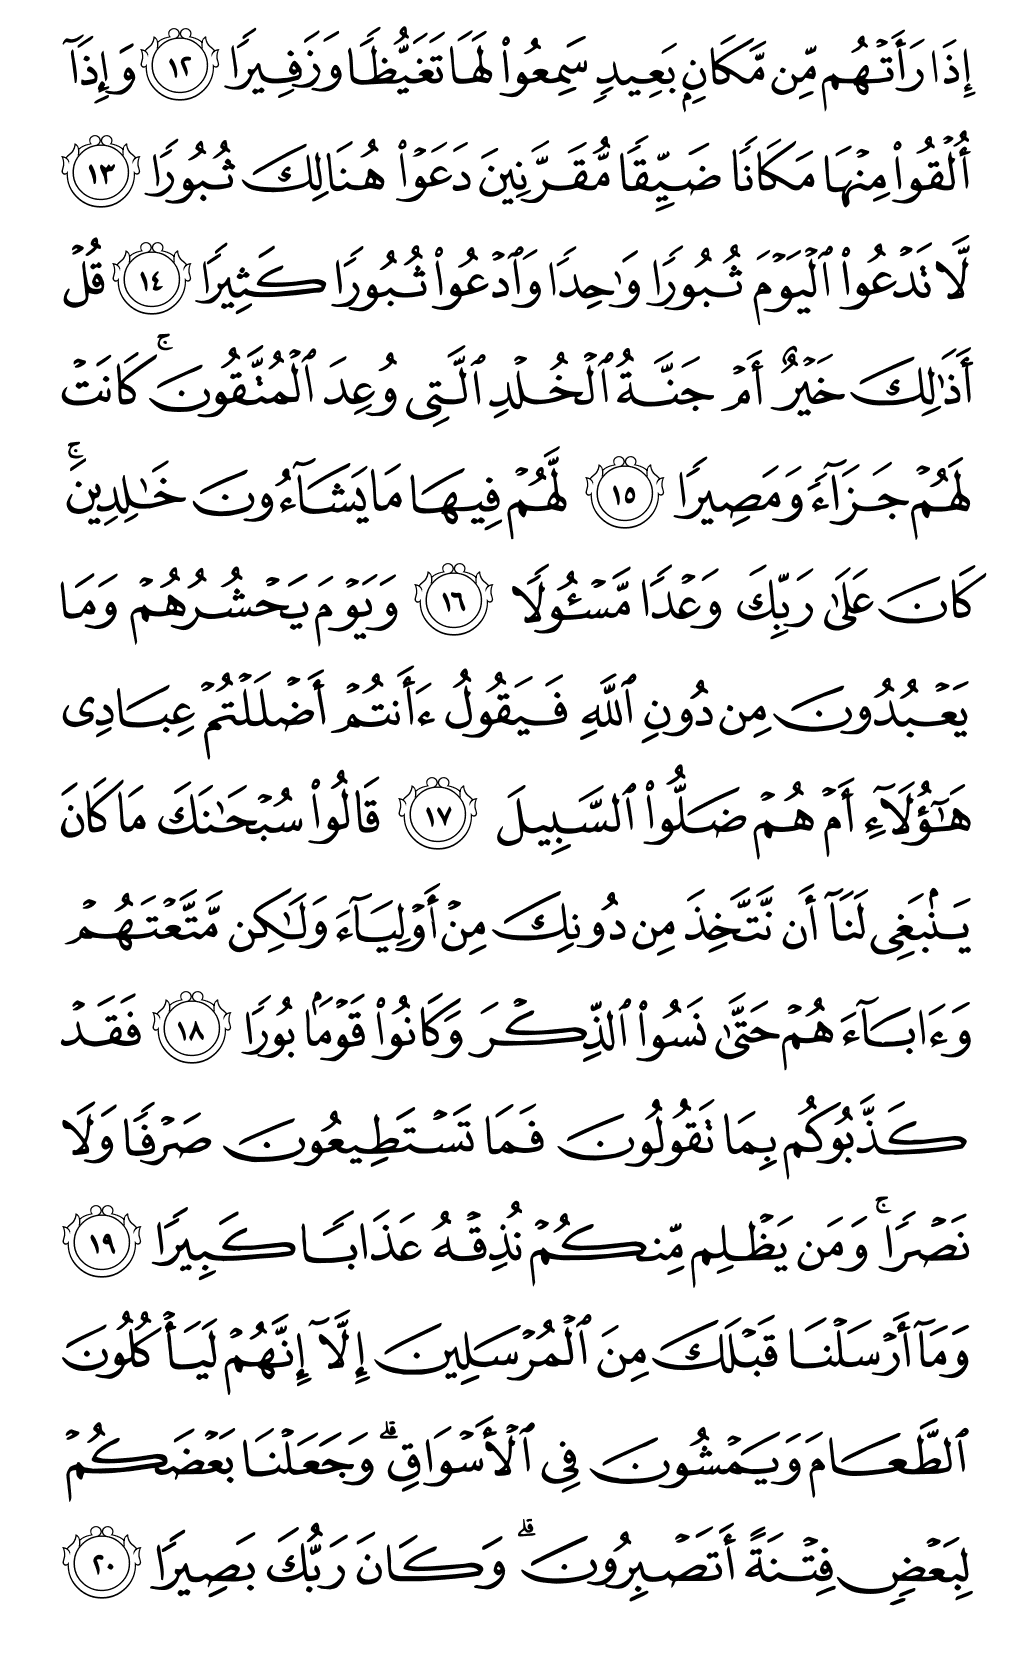 إِذَا رَأَتْهُم مِّن مَّكَانٍۭ بَعِيدٍ سَمِعُوا۟ لَهَا تَغَيُّظًا وَزَفِيرًا ١٢ وَإِذَآ
أُلْقُوا۟ مِنْهَا مَكَانًا ضَيِّقًا مُّقَرَّنِينَ دَعَوْا۟ هُنَالِكَ ثُبُورًا ١٣
لَّا تَدْعُوا۟ ٱلْيَوْمَ ثُبُورًا وَٰحِدًا وَٱدْعُوا۟ ثُبُورًا كَثِيرًا ١٤ قُلْ
أَذَٰلِكَ خَيْرٌ أَمْ جَنَّةُ ٱلْخُلْدِ ٱلَّتِى وُعِدَ ٱلْمُتَّقُونَ ۚ كَانَتْ
لَهُمْ جَزَآءً وَمَصِيرًا ١٥ لَّهُمْ فِيهَا مَا يَشَآءُونَ خَٰلِدِينَ ۚ
كَانَ عَلَىٰ رَبِّكَ وَعْدًا مَّسْـُٔولًا ١٦ وَيَوْمَ يَحْشُرُهُمْ وَمَا
يَعْبُدُونَ مِن دُونِ ٱللَّهِ فَيَقُولُ ءَأَنتُمْ أَضْلَلْتُمْ عِبَادِى
هَٰٓؤُلَآءِ أَمْ هُمْ ضَلُّوا۟ ٱلسَّبِيلَ ١٧ قَالُوا۟ سُبْحَٰنَكَ مَا كَانَ
يَنۢبَغِى لَنَآ أَن نَّتَّخِذَ مِن دُونِكَ مِنْ أَوْلِيَآءَ وَلَٰكِن مَّتَّعْتَهُمْ
وَءَابَآءَهُمْ حَتَّىٰ نَسُوا۟ ٱلذِّكْرَ وَكَانُوا۟ قَوْمًۢا بُورًا ١٨ فَقَدْ
كَذَّبُوكُم بِمَا تَقُولُونَ فَمَا تَسْتَطِيعُونَ صَرْفًا وَلَا
نَصْرًا ۚ وَمَن يَظْلِم مِّنكُمْ نُذِقْهُ عَذَابًا كَبِيرًا ١٩
وَمَآ أَرْسَلْنَا قَبْلَكَ مِنَ ٱلْمُرْسَلِينَ إِلَّآ إِنَّهُمْ لَيَأْكُلُونَ
ٱلطَّعَامَ وَيَمْشُونَ فِى ٱلْأَسْوَاقِ ۗ وَجَعَلْنَا بَعْضَكُمْ
لِبَعْضٍ فِتْنَةً أَتَصْبِرُونَ ۗ وَكَانَ رَبُّكَ بَصِيرًا ٢٠